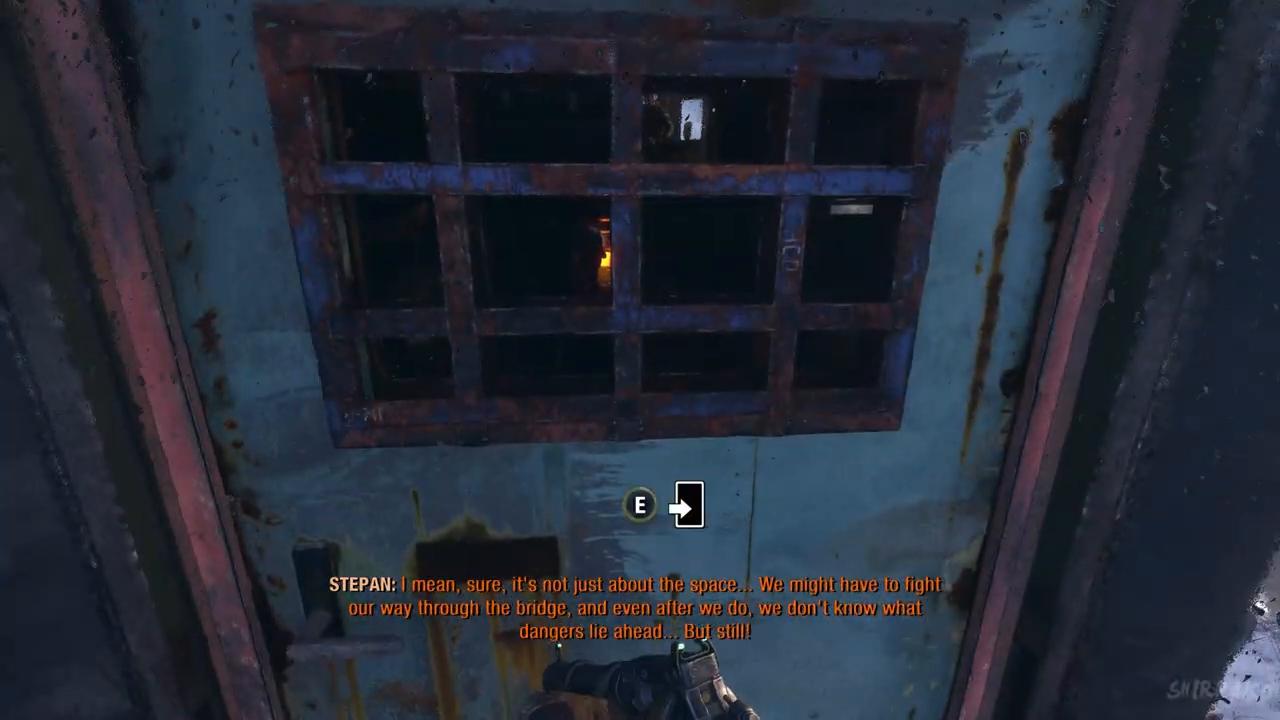 E
STEPAN: I mean, sure, it's not just about the space... We might have to fight
our way through the bridge, and even after we do, we don't know what
dangers lie ahead... But still!